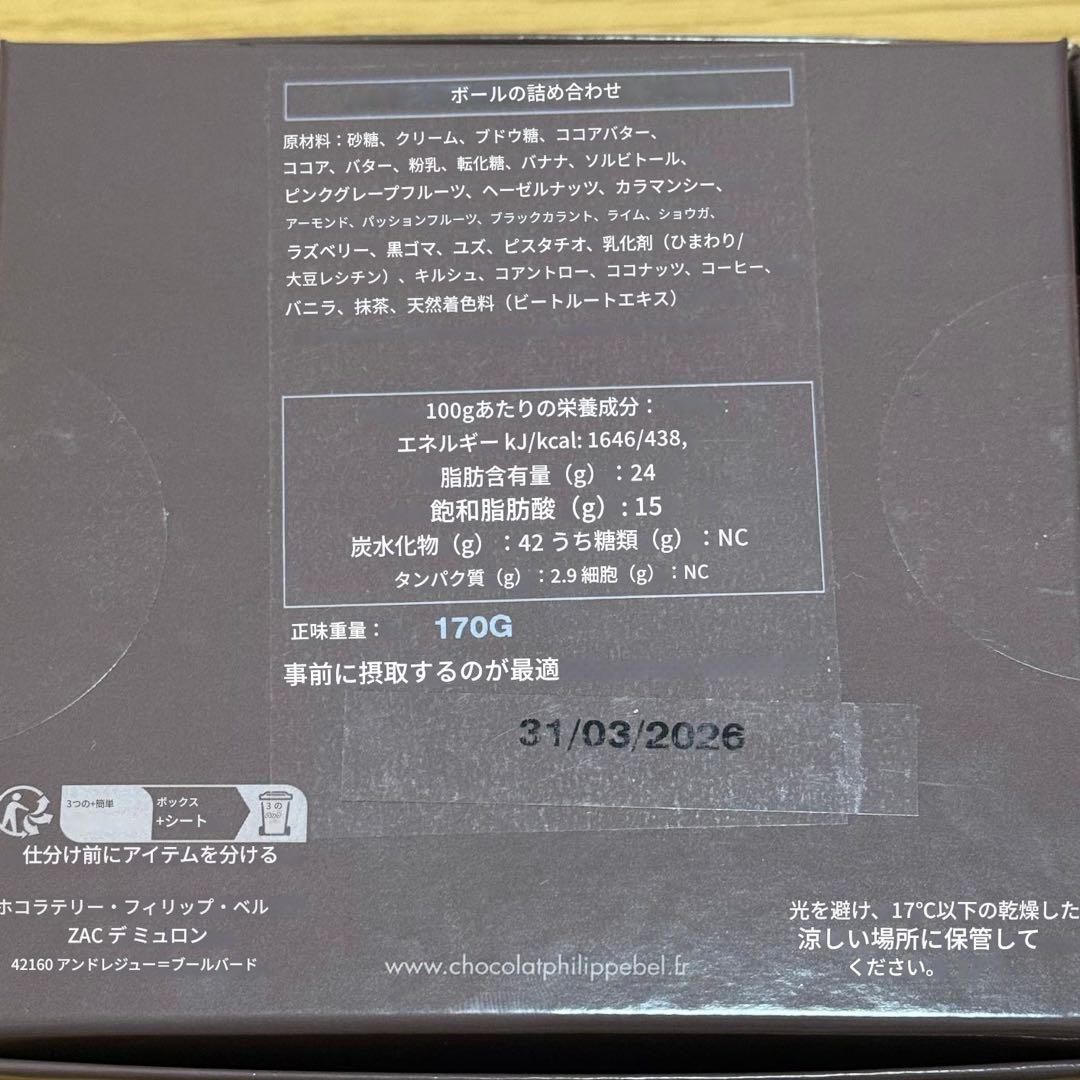 ボールの詰め合わせ
原材料：砂糖、クリーム、ブドウ糖、ココアバター、
ココア、バター、粉乳、転化糖、バナナ、ソルビトール、
ピンクグレープフルーツ、ヘーゼルナッツ、カラマンシー、
アーモンド、パッションフルーツ、ブラックカラント、ライム、ショウガ、
ラズベリー、黒ゴマ、ユズ、ピスタチオ、乳化剤（ひまわり/
大豆レシチン）、キルシュ、コアントロー、ココナッツ、コーヒー、
バニラ、抹茶、天然着色料（ビートルートエキス）
100gあたりの栄養成分：
エネルギー kJ/kcal: 1646/438,
脂肪含有量（g）：24
飽和脂肪酸（g）: 15
炭水化物（g）：42 うち糖類（g）：NC
タンパク質（g）：2.9 細胞（g）：NC
正味重量： 170G
事前に摂取するのが最適
31/03/2026
3つの+簡単
ボックス
+シート
3 の
仕分け前にアイテムを分ける
ホコラテリー・フィリップ・ベル
ZAC デ ミュロン
42160 アンドレジュー＝ブールバード
www.chocolatphilippebel.fr
光を避け、17℃以下の乾燥した
涼しい場所に保管して
ください。